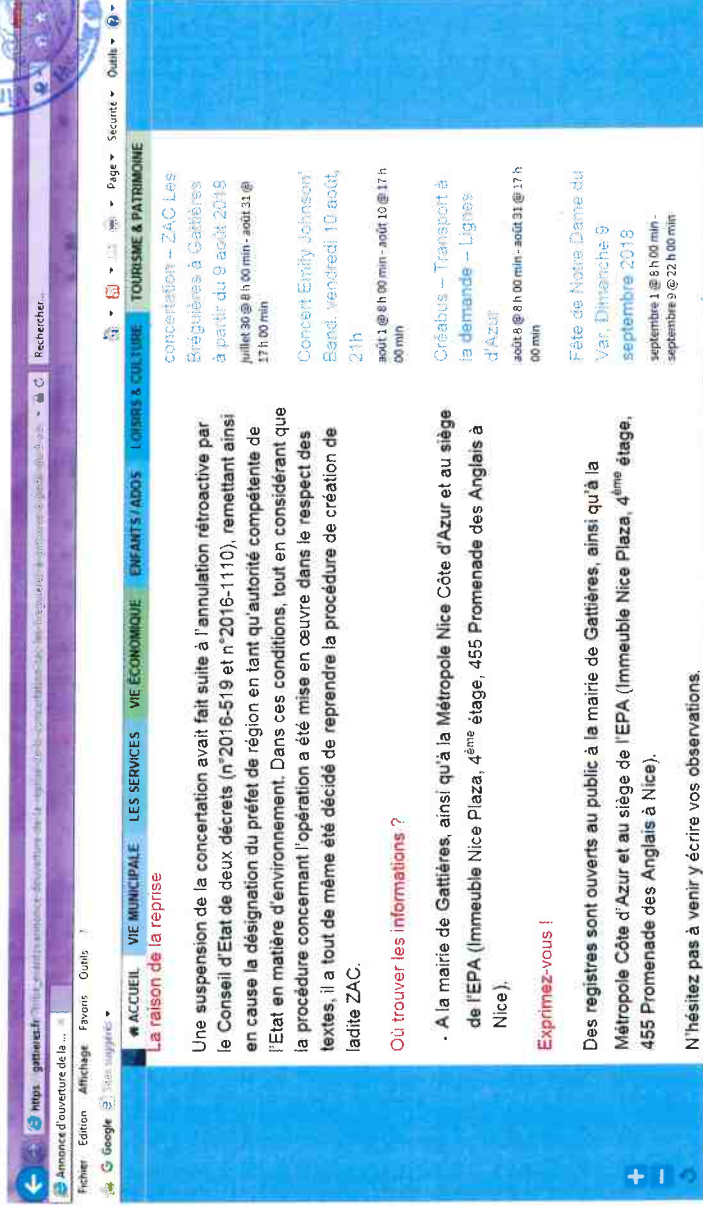 https gattieres.fr
Rechercher...
Annonce d'ouverture de la ...
Fichier Edition Affichage Favoris Outils ?
Google Sites suggérés
Page Sécurité Outils
ACCUEIL VIE MUNICIPALE LES SERVICES VIE ÉCONOMIQUE ENFANTS / ADOS LOISIRS & CULTURE TOURISME & PATRIMOINE
La raison de la reprise
Une suspension de la concertation avait fait suite à l'annulation rétroactive par
le Conseil d'Etat de deux décrets (n°2016-519 et n°2016-1110), remettant ainsi
en cause la désignation du préfet de région en tant qu'autorité compétente de
l'Etat en matière d'environnement. Dans ces conditions, tout en considérant que
la procédure concernant l'opération a été mise en œuvre dans le respect des
textes, il a tout de même été décidé de reprendre la procédure de création de
ladite ZAC.
Où trouver les informations ?
- A la mairie de Gattières, ainsi qu'à la Métropole Nice Côte d'Azur et au siège
de l'EPA (Immeuble Nice Plaza, 4ème étage, 455 Promenade des Anglais à
Nice).
Exprimez-vous !
Des registres sont ouverts au public à la mairie de Gattières, ainsi qu'à la
Métropole Côte d'Azur et au siège de l'EPA (Immeuble Nice Plaza, 4ème étage,
455 Promenade des Anglais à Nice).
N'hésitez pas à venir y écrire vos observations.
concertation – ZAC Les
Bréguières à Gattières
à partir du 9 août 2018
juillet 30 @ 8 h 00 min - août 31 @
17 h 00 min
Concert Emily Johnson'
Band, vendredi 10 août,
21h
août 1 @ 8 h 00 min - août 10 @ 17 h
00 min
Créabus – Transport à
la demande – Lignes
d'Azur
août 8 @ 8 h 00 min - août 31 @ 17 h
00 min
Fête de Notre Dame du
Var, Dimanche 9
septembre 2018
septembre 1 @ 8 h 00 min -
septembre 9 @ 22 h 00 min